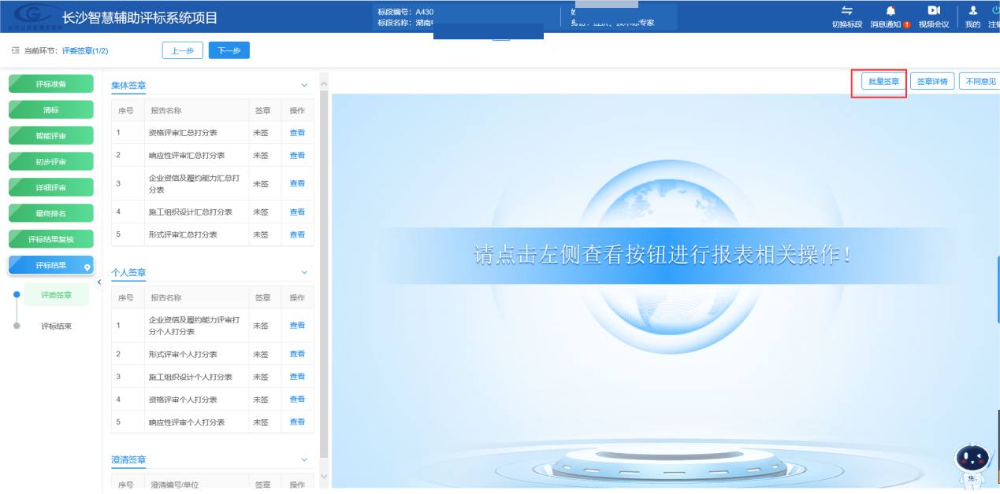 长沙智慧辅助评标系统项目
标段编号：A430
标段名称：湖南
切换标段
消息通知
1
视频会议
我的
当前环节：评委签章(1/2)
上一步
下一步
评标准备
清标
智能评审
初步评审
详细评审
最终排名
评标结果复核
评标结果
评委签章
评标结束
集体签章
序号 报告名称 签章 操作
1 资格评审汇总打分表 未签 查看
2 响应性评审汇总打分表 未签 查看
3 企业资信及履约能力汇总打
分表 未签 查看
4 施工组织设计汇总打分表 未签 查看
5 形式评审汇总打分表 未签 查看
个人签章
序号 报告名称 签章 操作
1 企业资信及履约能力评审打
分个人打分表 未签 查看
2 形式评审个人打分表 未签 查看
3 施工组织设计个人打分表 未签 查看
4 资格评审个人打分表 未签 查看
5 响应性评审个人打分表 未签 查看
澄清签章
序号 澄清编号/单位 签章 操作
批量签章
签章详情
不同意见
请点击左侧查看按钮进行报表相关操作！